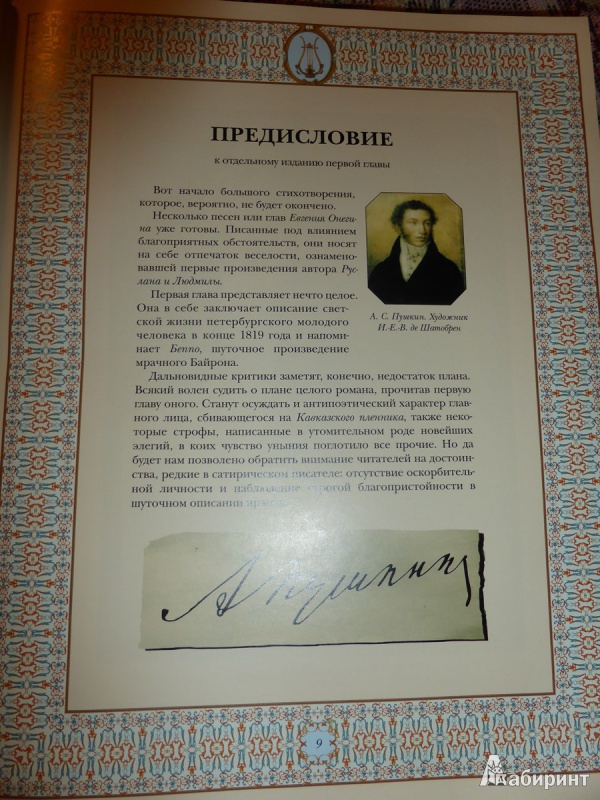 ПРЕДИСЛОВИЕ
к отдельному изданию первой главы
Вот начало большого стихотворения,
которое, вероятно, не будет окончено.
Несколько песен или глав Евгения Онеги-
на уже готовы. Писанные под влиянием
благоприятных обстоятельств, они носят
на себе отпечаток веселости, ознамено-
вавшей первые произведения автора Рус-
лана и Людмилы.
Первая глава представляет нечто целое.
Она в себе заключает описание свет-
ской жизни петербургского молодого
человека в конце 1819 года и напоми-
нает Беппо, шуточное произведение
мрачного Байрона.
А. С. Пушкин. Художник
И.-Е.-В. де Шатобрен
Дальновидные критики заметят, конечно, недостаток плана.
Всякий волен судить о плане целого романа, прочитав первую
главу оного. Станут осуждать и антипоэтический характер глав-
ного лица, сбивающегося на Кавказского пленника, также неко-
торые строфы, написанные в утомительном роде новейших
элегий, в коих чувство уныния поглотило все прочие. Но да
будет нам позволено обратить внимание читателей на достоин-
ства, редкие в сатирическом писателе: отсутствие оскорбитель-
ной личности и наблюдение строгой благопристойности в
шуточном описании
А Пушкин
9
Лабиринт